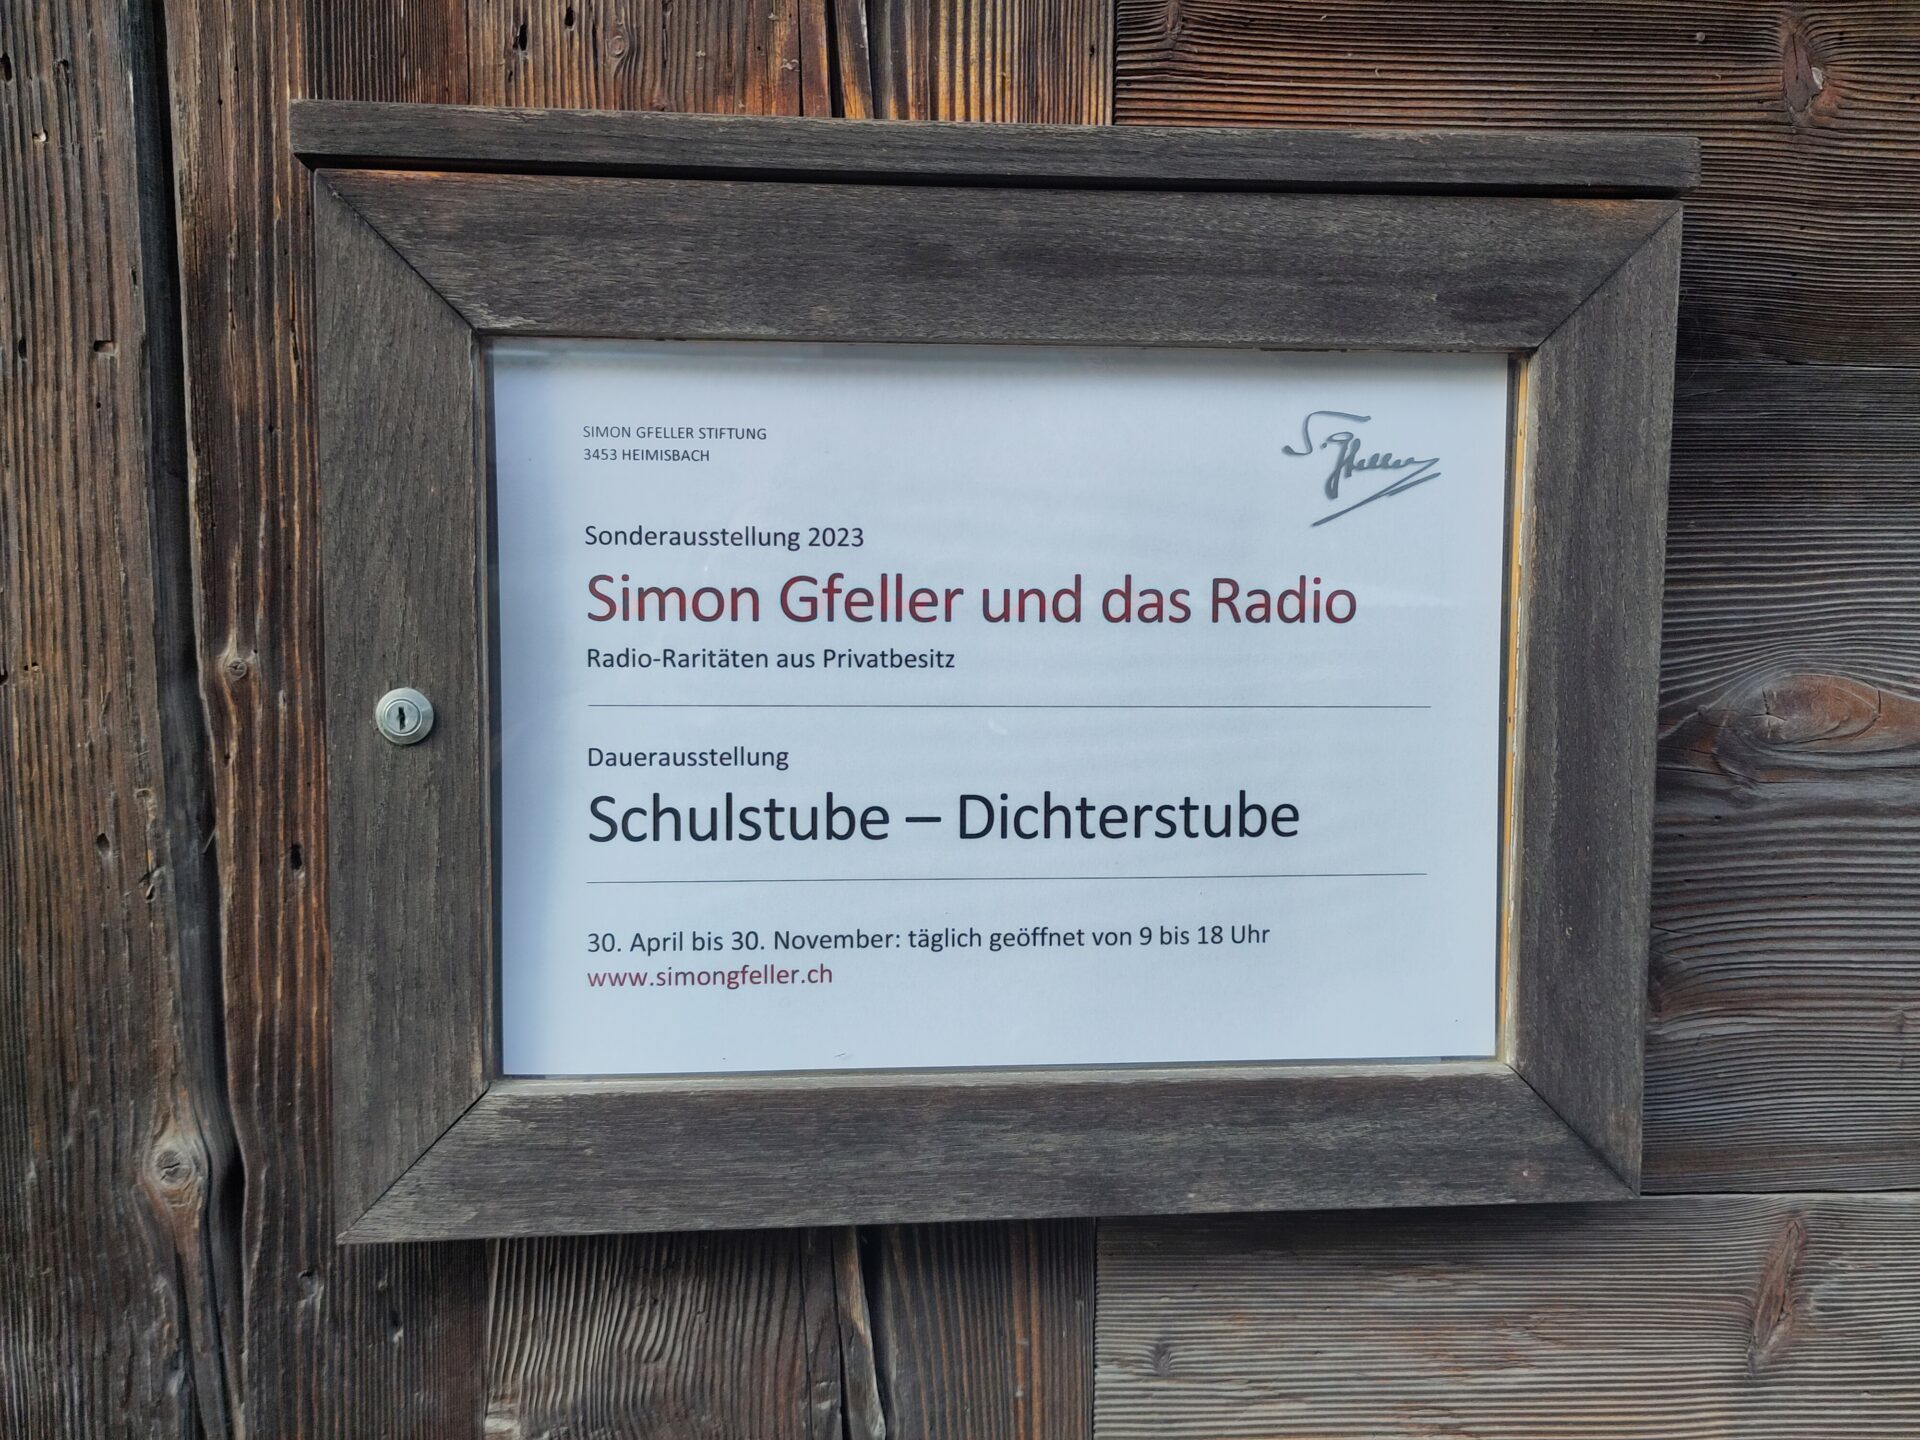 SIMON GFELLER STIFTUNG
3453 HEIMISBACH
S. Gfeller
Sonderausstellung 2023
Simon Gfeller und das Radio
Radio-Raritäten aus Privatbesitz
Dauerausstellung
Schulstube – Dichterstube
30. April bis 30. November: täglich geöffnet von 9 bis 18 Uhr
www.simongfeller.ch